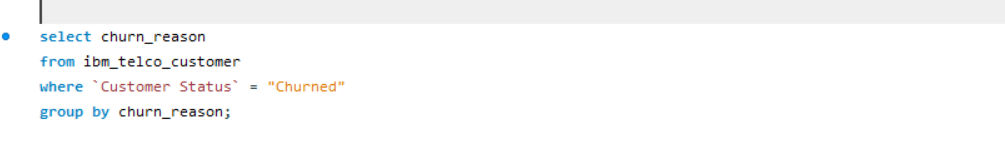 select churn_reason
from ibm_telco_customer
where `Customer Status` = "Churned"
group by churn_reason;